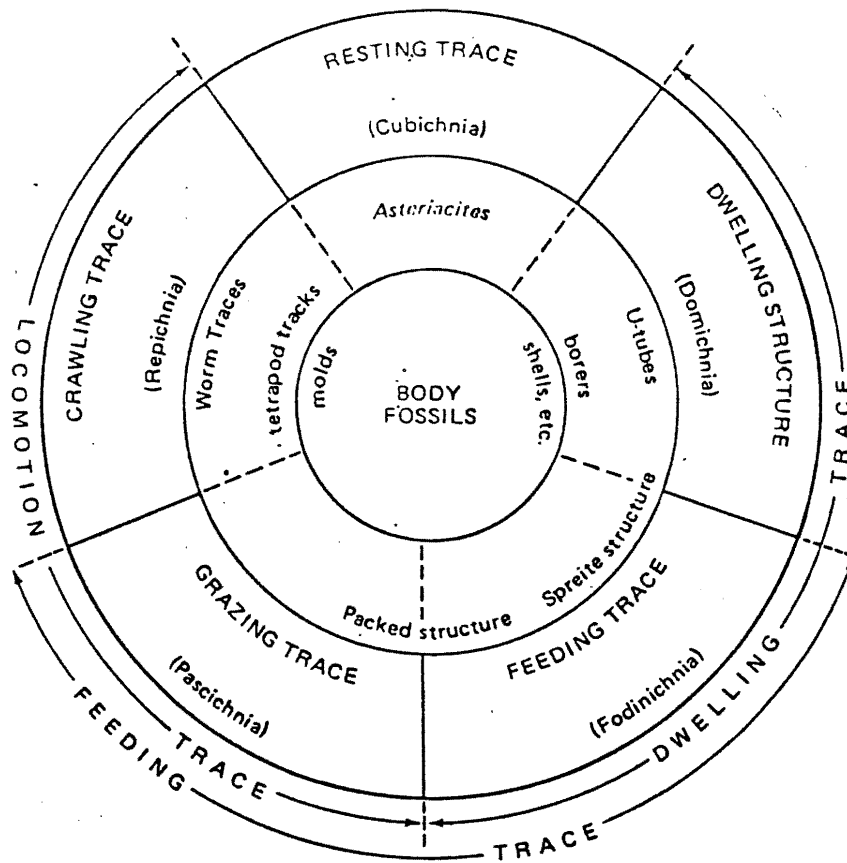 RESTING TRACE
(Cubichnia)
Asteriacites
DWELLING STRUCTURE
(Domichnia)
U-tubes
borers
shells, etc.
CRAWLING TRACE
(Repichnia)
Worm Traces
tetrapod tracks
molds
BODY
FOSSILS
GRAZING TRACE
(Pascichnia)
Packed structure
Spreite structure
FEEDING TRACE
(Fodinichnia)
LOCOMOTION
TRACE
DWELLING
TRACE
FEEDING
TRACE